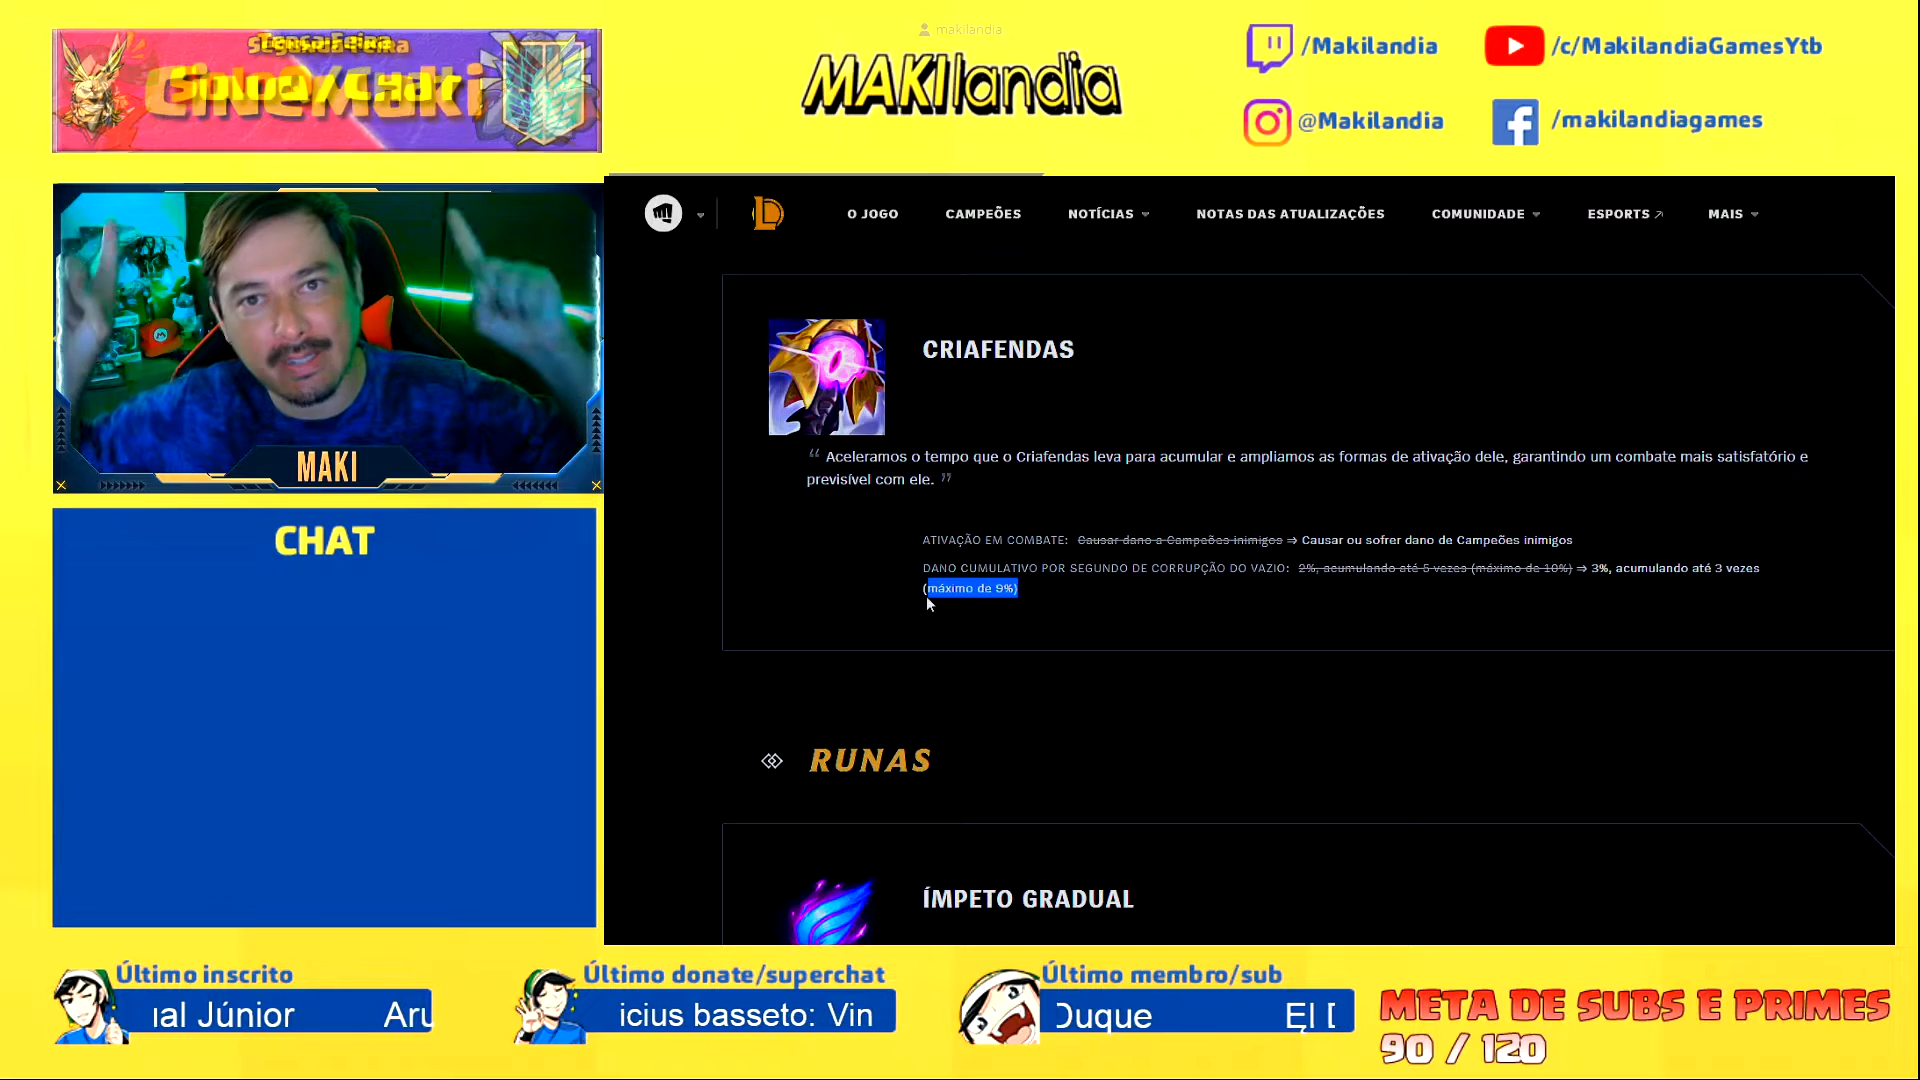 makilandia
MAKIlandia
/Makilandia
/c/MakilandiaGamesYtb
@Makilandia
/makilandiagames
MAKI
CHAT
O JOGO
CAMPEÕES
NOTÍCIAS
NOTAS DAS ATUALIZAÇÕES
COMUNIDADE
ESPORTS
MAIS
CRIAFENDAS
“ Aceleramos o tempo que o Criafendas leva para acumular e ampliamos as formas de ativação dele, garantindo um combate mais satisfatório e
previsível com ele. ”
ATIVAÇÃO EM COMBATE: Causar dano a Campeões inimigos ⇒ Causar ou sofrer dano de Campeões inimigos
DANO CUMULATIVO POR SEGUNDO DE CORRUPÇÃO DO VAZIO: 2%, acumulando até 5 vezes (máximo de 10%) ⇒ 3%, acumulando até 3 vezes
(máximo de 9%)
RUNAS
ÍMPETO GRADUAL
Último inscrito
ial Júnior Aru
Último donate/superchat
icius basseto: Vin
Último membro/sub
Duque El
META DE SUBS E PRIMES
90 / 120